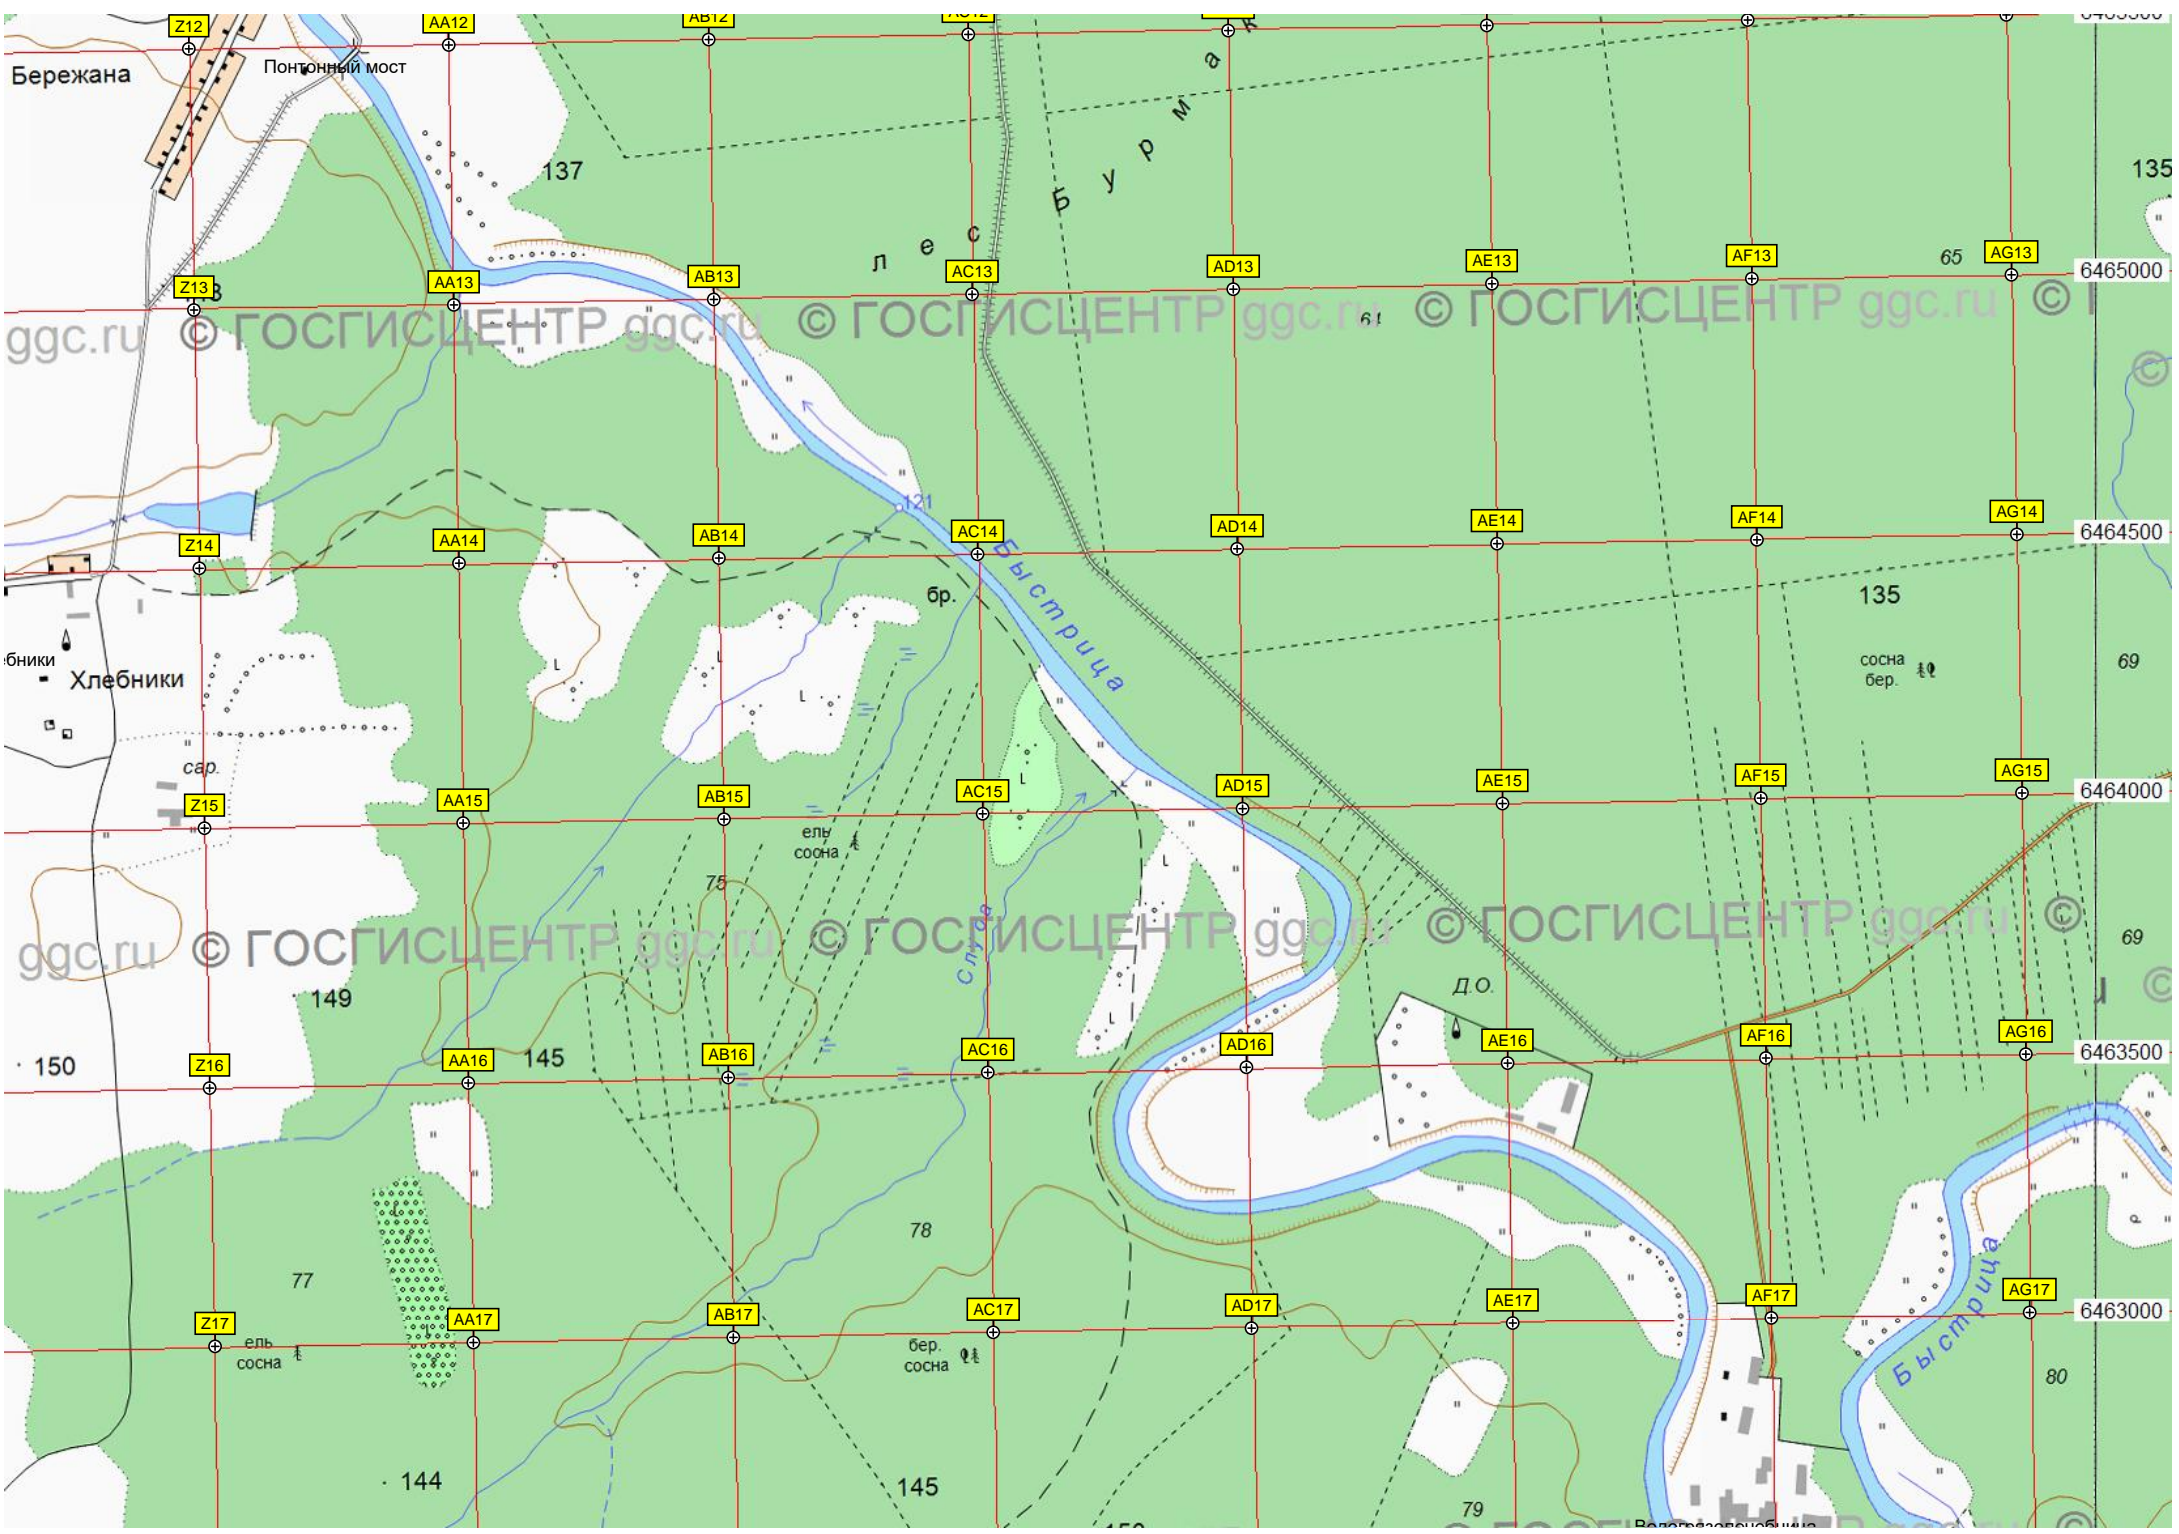 Z12
AA12
AB12
6465500
Бережана
Понтонный мост
Бурмак
лес
137
135
Z13
AA13
AB13
AC13
AD13
AE13
AF13
65
AG13
6465000
64
ggc.ru © ГОСГИСЦЕНТР ggc.ru © ГОСГИСЦЕНТР ggc.ru © ГОСГИСЦЕНТР ggc.ru ©
©
121
Z14
AA14
AB14
AC14
AD14
AE14
AF14
AG14
6464500
Быстрица
бр.
135
сосна
бер.
69
Хлебники
сар.
Z15
AA15
AB15
AC15
AD15
AE15
AF15
AG15
6464000
ель
сосна
75
ggc.ru © ГОСГИСЦЕНТР ggc.ru © ГОСГИСЦЕНТР ggc.ru © ГОСГИСЦЕНТР ggc.ru ©
69
©
Д.О.
149
150
145
Z16
AA16
AB16
AC16
AD16
AE16
AF16
AG16
6463500
78
77
Быстрица
Z17
AA17
AB17
AC17
AD17
AE17
AF17
AG17
6463000
ель
сосна
бер.
сосна
80
144
145
79